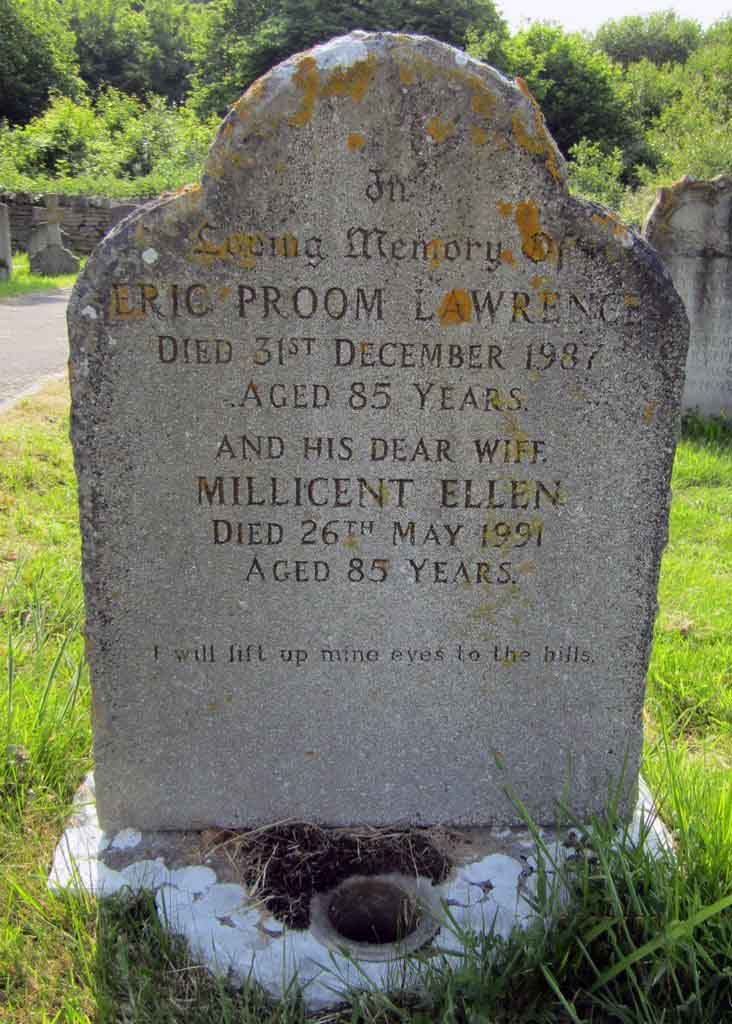 In
Loving Memory Of
ERIC PROOM LAWRENCE
DIED 31ST DECEMBER 1987
AGED 85 YEARS.
AND HIS DEAR WIFE
MILLICENT ELLEN
DIED 26TH MAY 1991
AGED 85 YEARS.
I will lift up mine eyes to the hills.